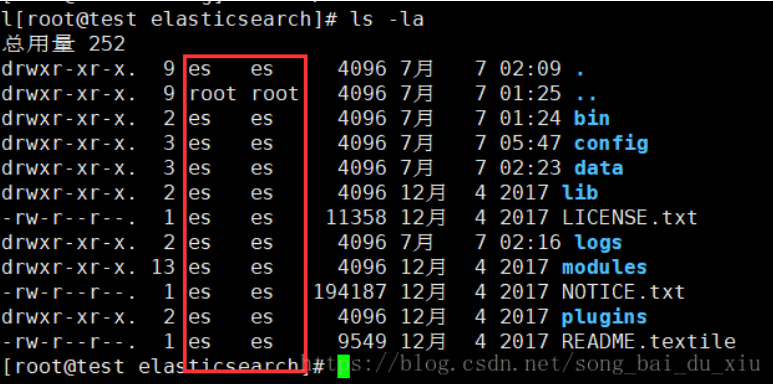 l[root@test elasticsearch]# ls -la
总用量 252
drwxr-xr-x. 9 es es 4096 7月 7 02:09 .
drwxr-xr-x. 9 root root 4096 7月 7 01:25 ..
drwxr-xr-x. 2 es es 4096 7月 7 01:24 bin
drwxr-xr-x. 3 es es 4096 7月 7 05:47 config
drwxr-xr-x. 3 es es 4096 7月 7 02:23 data
drwxr-xr-x. 2 es es 4096 12月 4 2017 lib
-rw-r--r--. 1 es es 11358 12月 4 2017 LICENSE.txt
drwxr-xr-x. 2 es es 4096 7月 7 02:16 logs
drwxr-xr-x. 13 es es 4096 12月 4 2017 modules
-rw-r--r--. 1 es es 194187 12月 4 2017 NOTICE.txt
drwxr-xr-x. 2 es es 4096 12月 4 2017 plugins
-rw-r--r--. 1 es es 9549 12月 4 2017 README.textile
[root@test elasticsearch]#
https://blog.csdn.net/song_bai_du_xiu